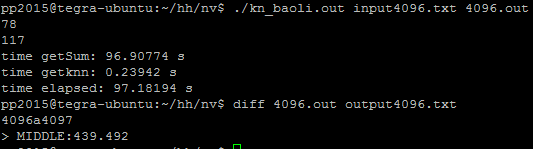 pp2015@tegra-ubuntu:~/hh/nv$ ./kn_baoli.out input4096.txt 4096.out
78
117
time getSum: 96.90774 s
time getknn: 0.23942 s
time elapsed: 97.18194 s
pp2015@tegra-ubuntu:~/hh/nv$ diff 4096.out output4096.txt
4096a4097
> MIDDLE:439.492